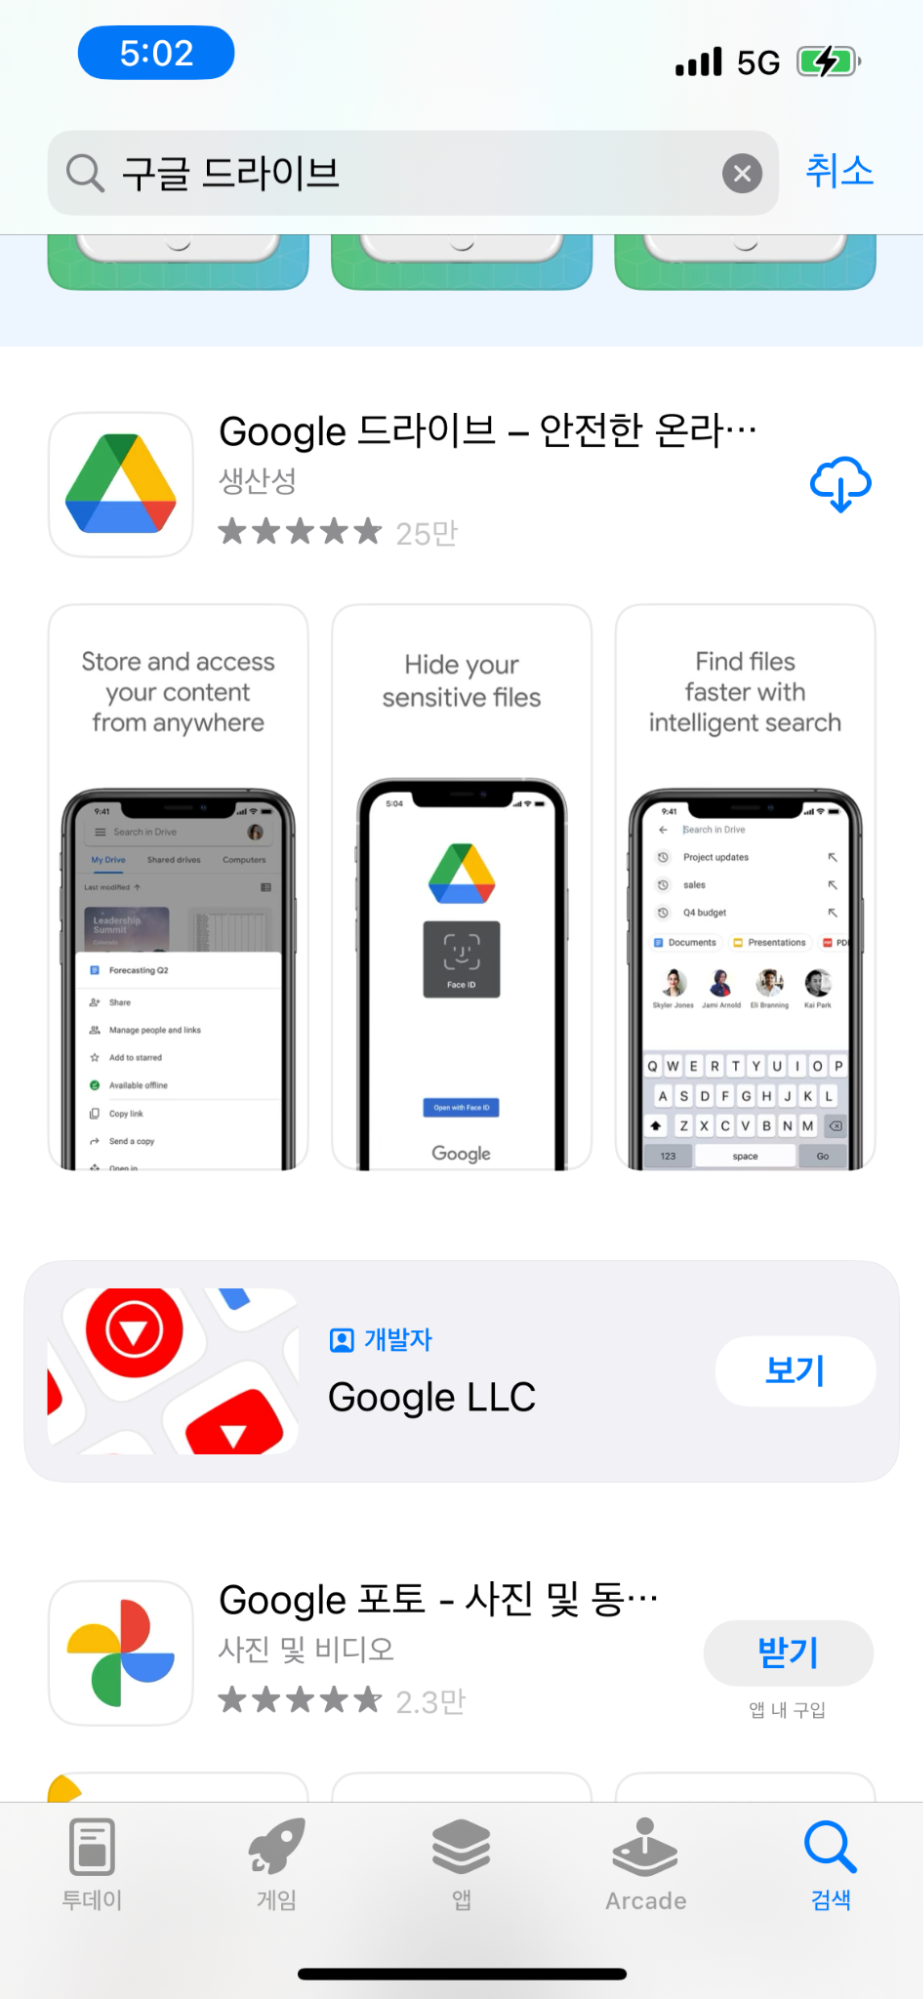 5:02
5G
구글 드라이브
취소
Google 드라이브 – 안전한 온라…
생산성
25만
Store and access
your content
from anywhere
9:41
Search in Drive
My Drive
Shared drives
Computers
Last modified
Leadership
Summit
Forecasting Q2
Share
Manage people and links
Add to starred
Available offline
Copy link
Send a copy
Open in
Hide your
sensitive files
5:04
Face ID
Open with Face ID
Google
Find files
faster with
intelligent search
9:41
Search in Drive
Project updates
sales
Q4 budget
Documents
Presentations
PD
Skyler Jones
Jami Arnold
Eli Branning
Kai Park
Q W E R T Y U I O P
A S D F G H J K L
Z X C V B N M
123
space
Go
개발자
Google LLC
보기
Google 포토 - 사진 및 동…
사진 및 비디오
2.3만
받기
앱 내 구입
투데이
게임
앱
Arcade
검색